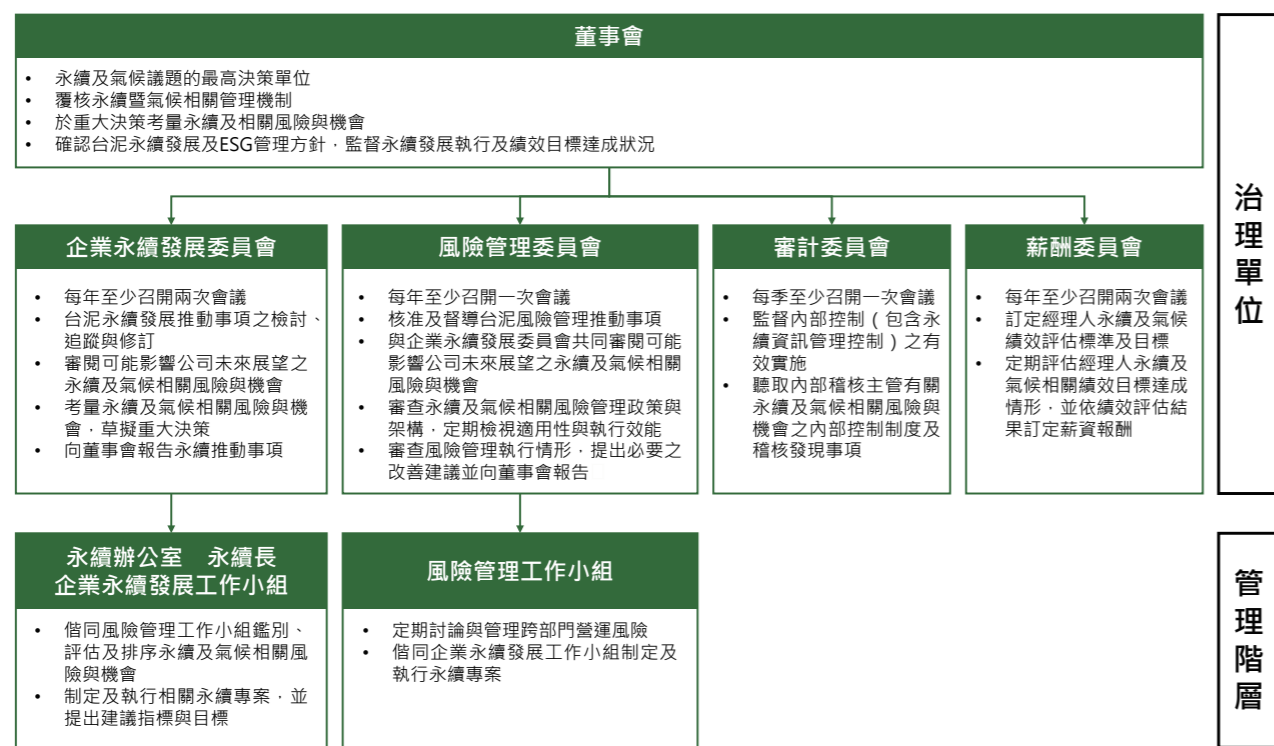 董事會
• 永續及氣候議題的最高決策單位
• 覆核永續暨氣候相關管理機制
• 於重大決策考量永續及相關風險與機會
• 確認台泥永續發展及ESG管理方針，監督永續發展執行及績效目標達成狀況
治理單位
企業永續發展委員會
• 每年至少召開兩次會議
• 台泥永續發展推動事項之檢討、
追蹤與修訂
• 審閱可能影響公司未來展望之
永續及氣候相關風險與機會
• 考量永續及氣候相關風險與機
會，草擬重大決策
• 向董事會報告永續推動事項
風險管理委員會
• 每年至少召開一次會議
• 核准及督導台泥風險管理推動事項
• 與企業永續發展委員會共同審閱可能
影響公司未來展望之永續及氣候相關
風險與機會
• 審查永續及氣候相關風險管理政策與
架構，定期檢視適用性與執行效能
• 審查風險管理執行情形，提出必要之
改善建議並向董事會報告
審計委員會
• 每季至少召開一次會議
• 監督內部控制（包含永
續資訊管理控制）之有
效實施
• 聽取內部稽核主管有關
永續及氣候相關風險與
機會之內部控制制度及
稽核發現事項
薪酬委員會
• 每年至少召開兩次會議
• 訂定經理人永續及氣候
績效評估標準及目標
• 定期評估經理人永續及
氣候相關績效目標達成
情形，並依績效評估結
果訂定薪資報酬
永續辦公室　永續長
企業永續發展工作小組
• 偕同風險管理工作小組鑑別、
評估及排序永續及氣候相關風
險與機會
• 制定及執行相關永續專案，並
提出建議指標與目標
風險管理工作小組
• 定期討論與管理跨部門營運風險
• 偕同企業永續發展工作小組制定及
執行永續專案
管理階層